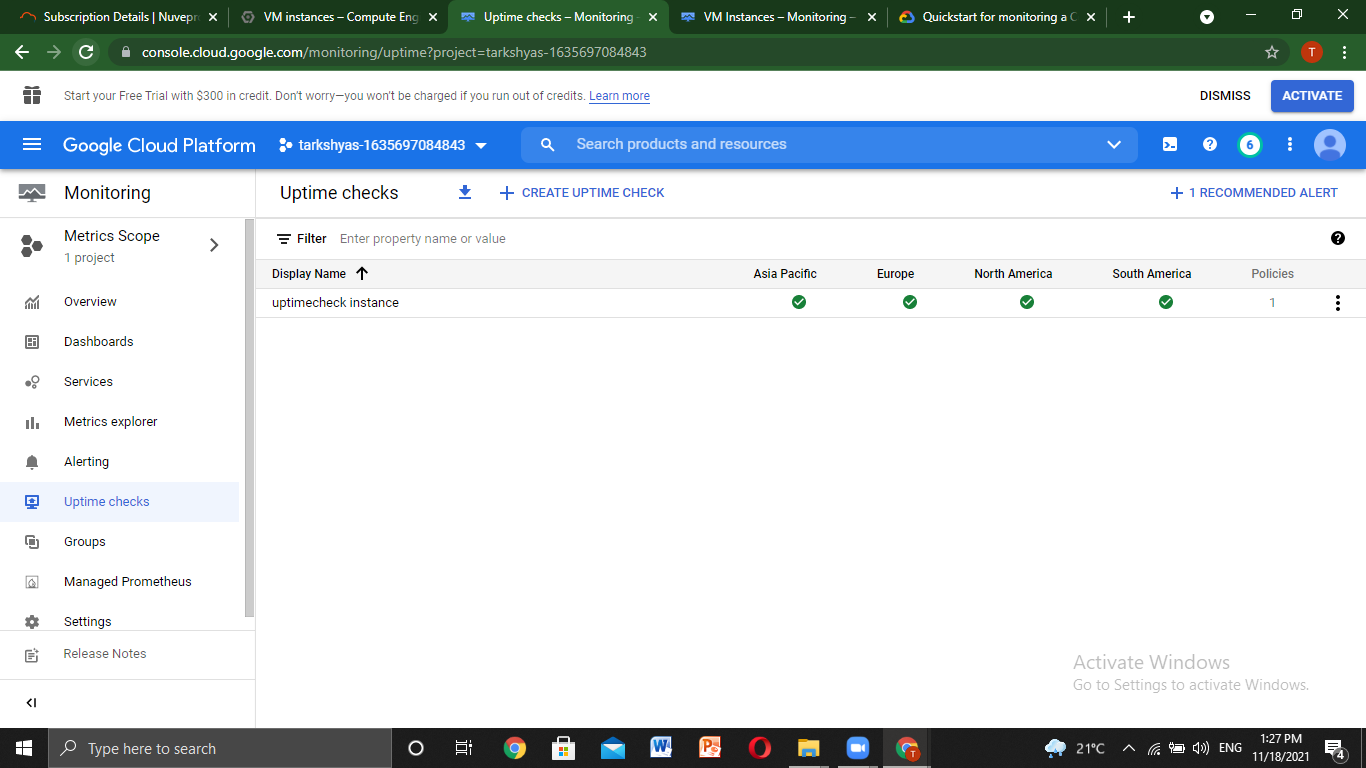 Subscription Details | Nuvepr
VM instances – Compute Eng
Uptime checks – Monitoring
VM Instances – Monitoring –
Quickstart for monitoring a C
console.cloud.google.com/monitoring/uptime?project=tarkshyas-1635697084843
T
Start your Free Trial with $300 in credit. Don't worry—you won't be charged if you run out of credits. Learn more
DISMISS
ACTIVATE
Google Cloud Platform
tarkshyas-1635697084843
Search products and resources
6
Monitoring
Uptime checks
CREATE UPTIME CHECK
1 RECOMMENDED ALERT
Metrics Scope
1 project
Filter Enter property name or value
Display Name Asia Pacific Europe North America South America Policies
uptimecheck instance 1
Overview
Dashboards
Services
Metrics explorer
Alerting
Uptime checks
Groups
Managed Prometheus
Settings
Release Notes
Activate Windows
Go to Settings to activate Windows.
Type here to search
T
21°C
ENG
1:27 PM
11/18/2021
4